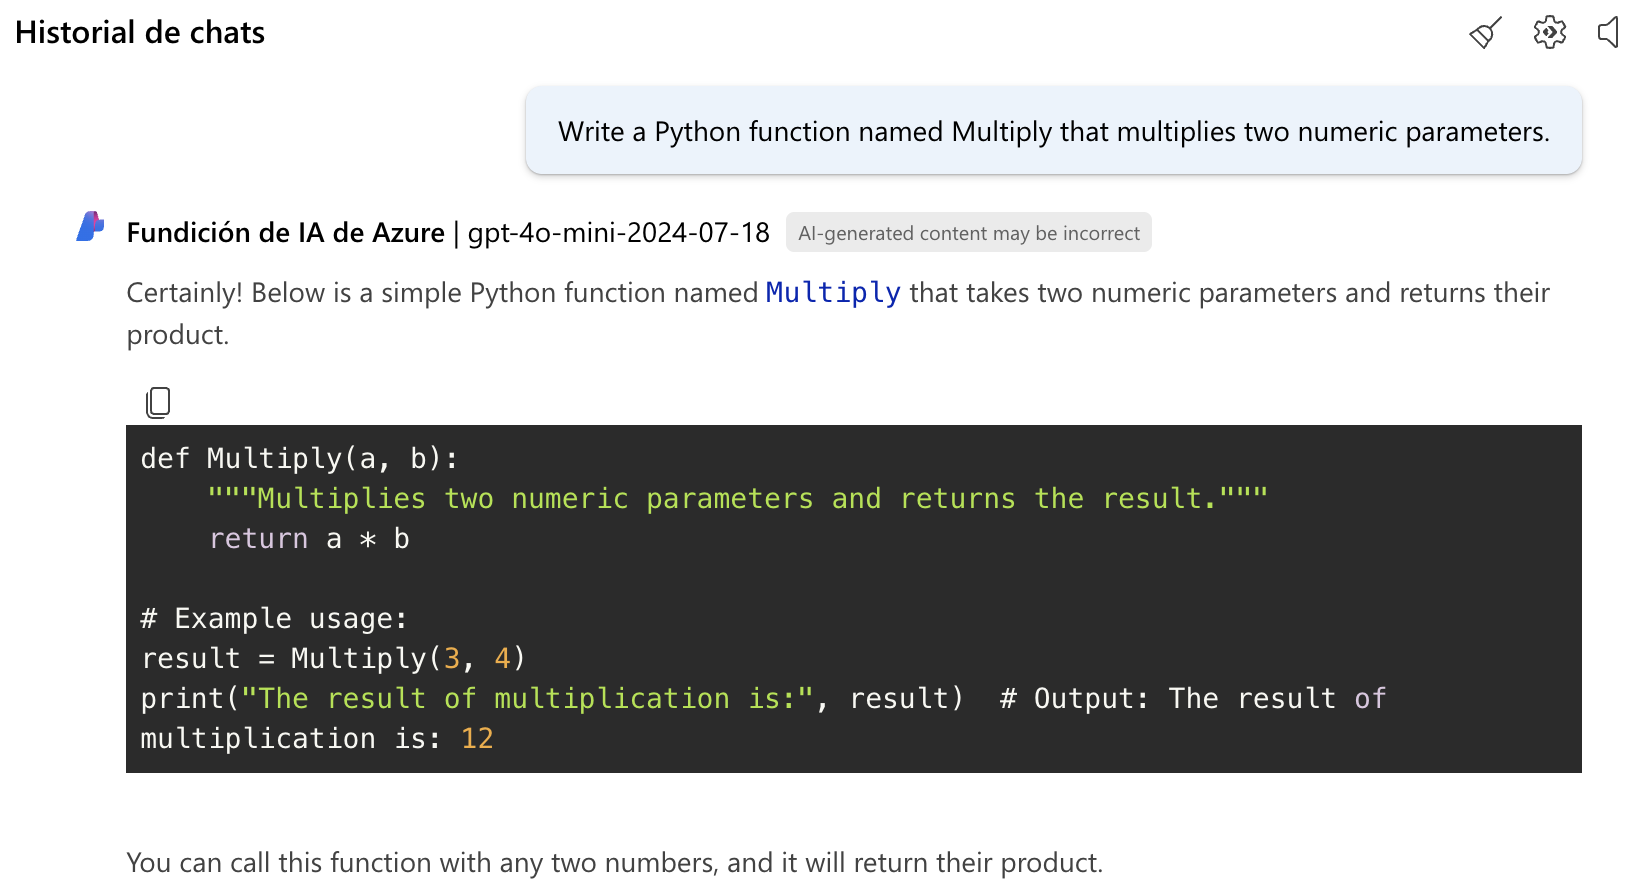 Historial de chats
Write a Python function named Multiply that multiplies two numeric parameters.
Fundición de IA de Azure | gpt-4o-mini-2024-07-18 AI-generated content may be incorrect
Certainly! Below is a simple Python function named Multiply that takes two numeric parameters and returns their
product.
def Multiply(a, b):
    """Multiplies two numeric parameters and returns the result."""
    return a * b
# Example usage:
result = Multiply(3, 4)
print("The result of multiplication is:", result)  # Output: The result of
multiplication is: 12
You can call this function with any two numbers, and it will return their product.